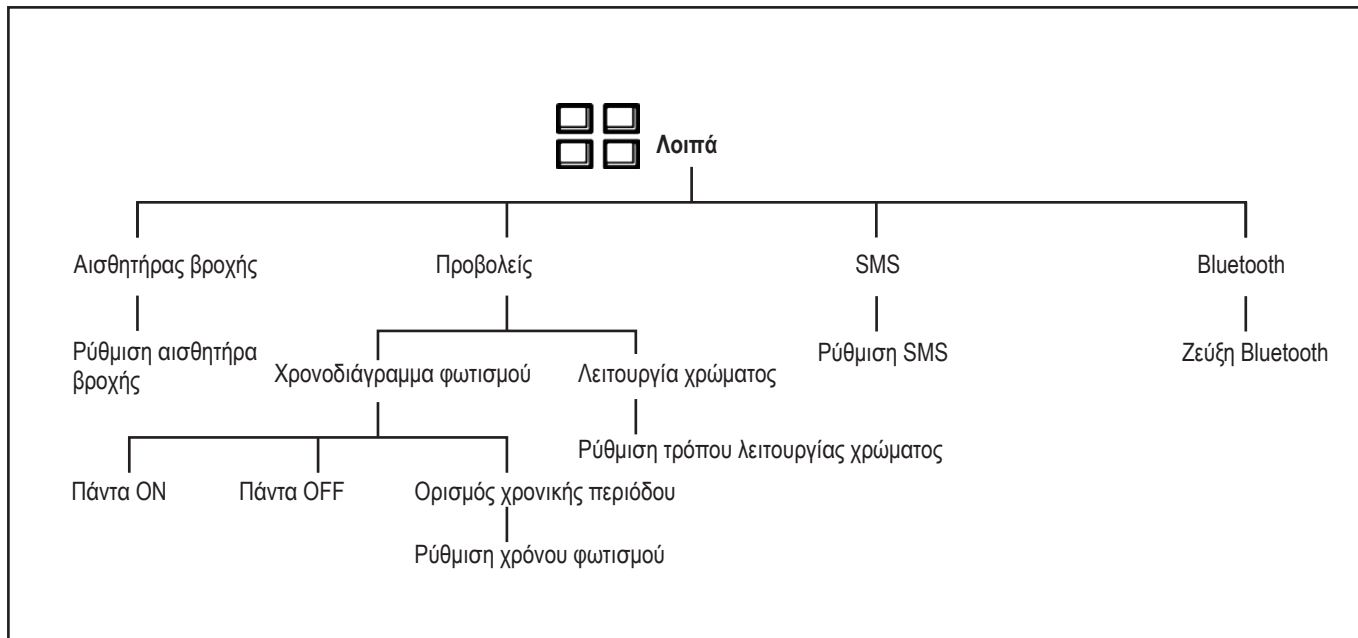 Λοιπά
Αισθητήρας βροχής
Προβολείς
SMS
Bluetooth
Ρύθμιση αισθητήρα
βροχής
Χρονοδιάγραμμα φωτισμού
Λειτουργία χρώματος
Ρύθμιση SMS
Ζεύξη Bluetooth
Ρύθμιση τρόπου λειτουργίας χρώματος
Πάντα ON
Πάντα OFF
Ορισμός χρονικής περιόδου
Ρύθμιση χρόνου φωτισμού